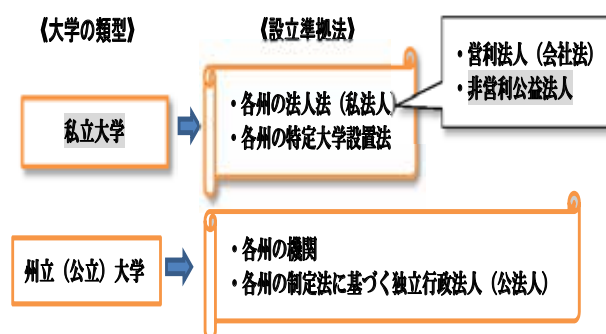 《大学の類型》
《設立準拠法》
・営利法人（会社法）
・非営利公益法人
私立大学
・各州の法人法（私法人）
・各州の特定大学設置法
州立（公立）大学
・各州の機関
・各州の制定法に基づく独立行政法人（公法人）